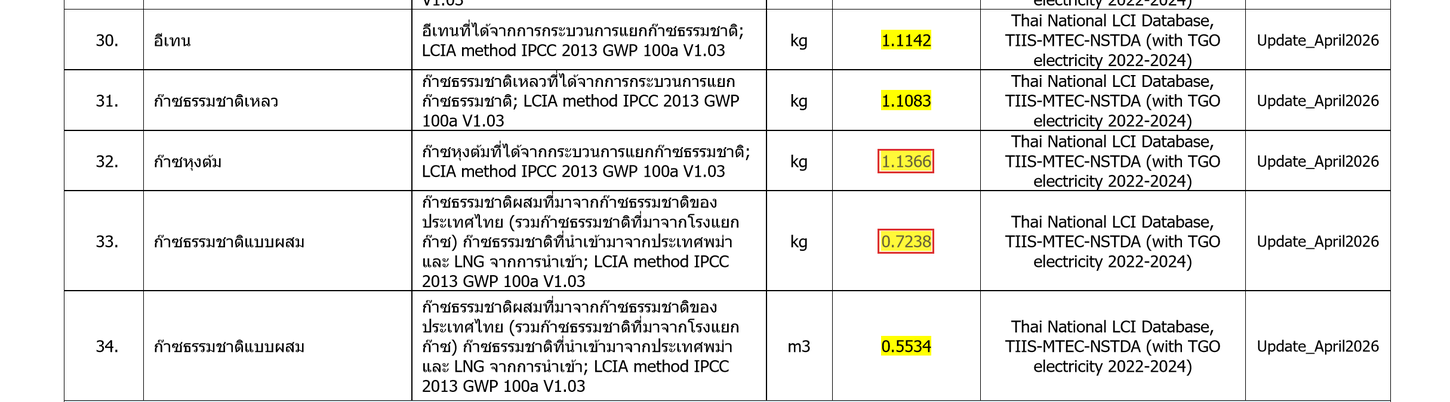 V1.03
electricity 2022-2024)
30.
อีเทน
อีเทนที่ได้จากการกระบวนการแยกก๊าซธรรมชาติ;
LCIA method IPCC 2013 GWP 100a V1.03
kg
1.1142
Thai National LCI Database,
TIIS-MTEC-NSTDA (with TGO
electricity 2022-2024)
Update_April2026
31.
ก๊าซธรรมชาติเหลว
ก๊าซธรรมชาติเหลวที่ได้จากการกระบวนการแยก
ก๊าซธรรมชาติ; LCIA method IPCC 2013 GWP
100a V1.03
kg
1.1083
Thai National LCI Database,
TIIS-MTEC-NSTDA (with TGO
electricity 2022-2024)
Update_April2026
32.
ก๊าซหุงต้ม
ก๊าซหุงต้มที่ได้จากกระบวนการแยกก๊าซธรรมชาติ;
LCIA method IPCC 2013 GWP 100a V1.03
kg
1.1366
Thai National LCI Database,
TIIS-MTEC-NSTDA (with TGO
electricity 2022-2024)
Update_April2026
33.
ก๊าซธรรมชาติแบบผสม
ก๊าซธรรมชาติผสมที่มาจากก๊าซธรรมชาติของ
ประเทศไทย (รวมก๊าซธรรมชาติที่มาจากโรงแยก
ก๊าซ) ก๊าซธรรมชาติที่นำเข้ามาจากประเทศพม่า
และ LNG จากการนำเข้า; LCIA method IPCC
2013 GWP 100a V1.03
kg
0.7238
Thai National LCI Database,
TIIS-MTEC-NSTDA (with TGO
electricity 2022-2024)
Update_April2026
34.
ก๊าซธรรมชาติแบบผสม
ก๊าซธรรมชาติผสมที่มาจากก๊าซธรรมชาติของ
ประเทศไทย (รวมก๊าซธรรมชาติที่มาจากโรงแยก
ก๊าซ) ก๊าซธรรมชาติที่นำเข้ามาจากประเทศพม่า
และ LNG จากการนำเข้า; LCIA method IPCC
2013 GWP 100a V1.03
m3
0.5534
Thai National LCI Database,
TIIS-MTEC-NSTDA (with TGO
electricity 2022-2024)
Update_April2026